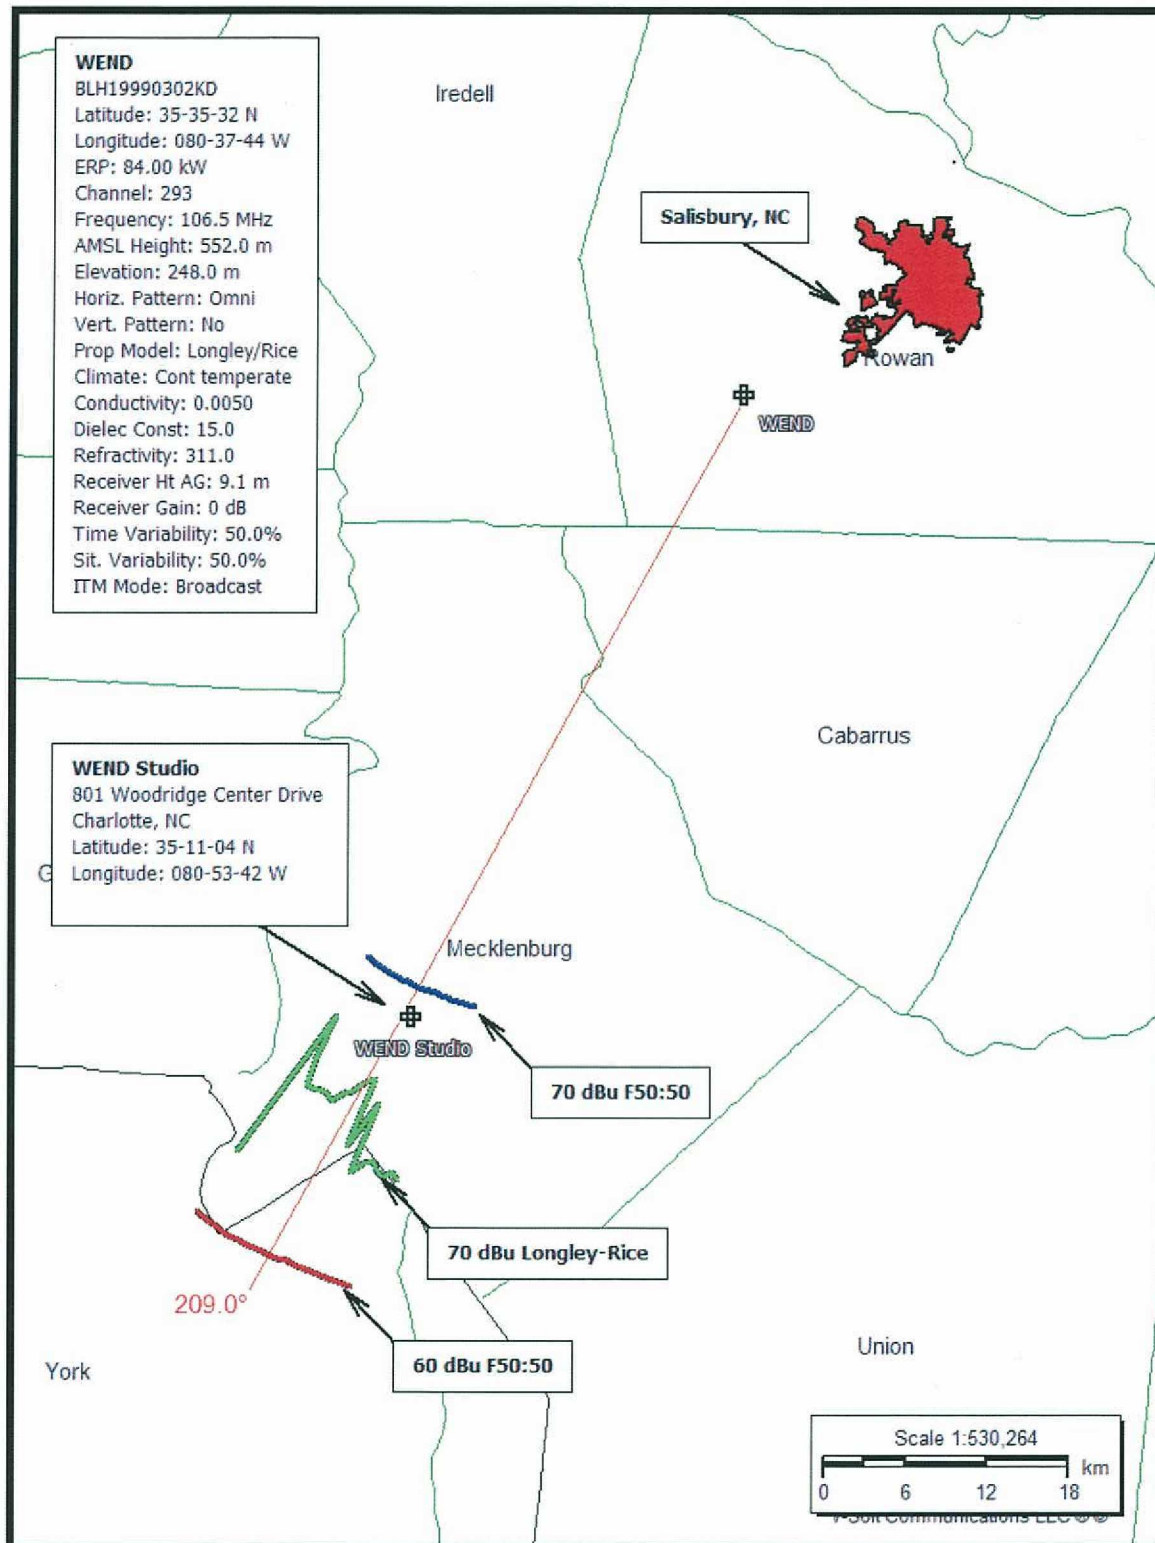 WEND
BLH19990302KD
Latitude: 35-35-32 N
Longitude: 080-37-44 W
ERP: 84.00 kW
Channel: 293
Frequency: 106.5 MHz
AMSL Height: 552.0 m
Elevation: 248.0 m
Horiz. Pattern: Omni
Vert. Pattern: No
Prop Model: Longley/Rice
Climate: Cont temperate
Conductivity: 0.0050
Dielec Const: 15.0
Refractivity: 311.0
Receiver Ht AG: 9.1 m
Receiver Gain: 0 dB
Time Variability: 50.0%
Sit. Variability: 50.0%
ITM Mode: Broadcast
Iredell
Salisbury, NC
Rowan
WEND
Cabarrus
WEND Studio
801 Woodridge Center Drive
Charlotte, NC
Latitude: 35-11-04 N
Longitude: 080-53-42 W
G
Mecklenburg
WEND Studio
70 dBu F50:50
70 dBu Longley-Rice
209.0°
60 dBu F50:50
York
Union
Scale 1:530,264
km
0 6 12 18
V-Soft Communications LLC ® ©